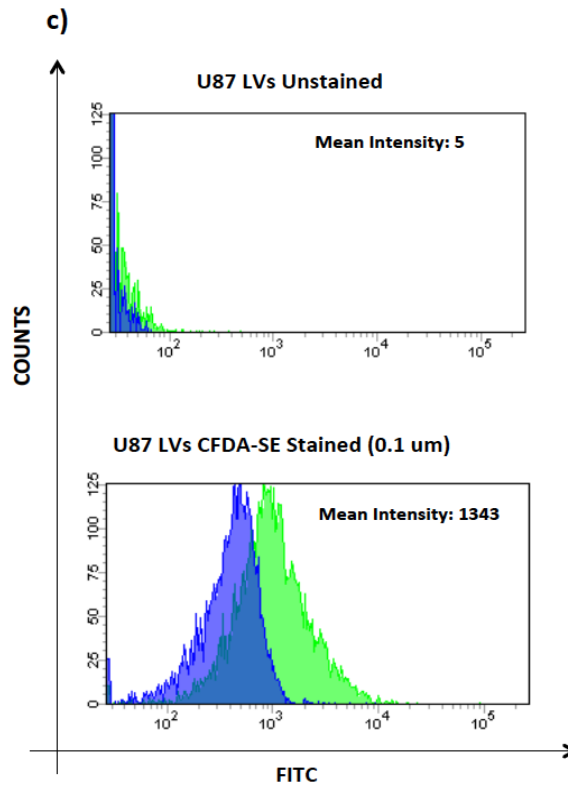 c)
U87 LVs Unstained
Mean Intensity: 5
125
100
75
50
25
0
10²
10³
10⁴
10⁵
COUNTS
U87 LVs CFDA-SE Stained (0.1 um)
Mean Intensity: 1343
125
100
75
50
25
0
10²
10³
10⁴
10⁵
FITC